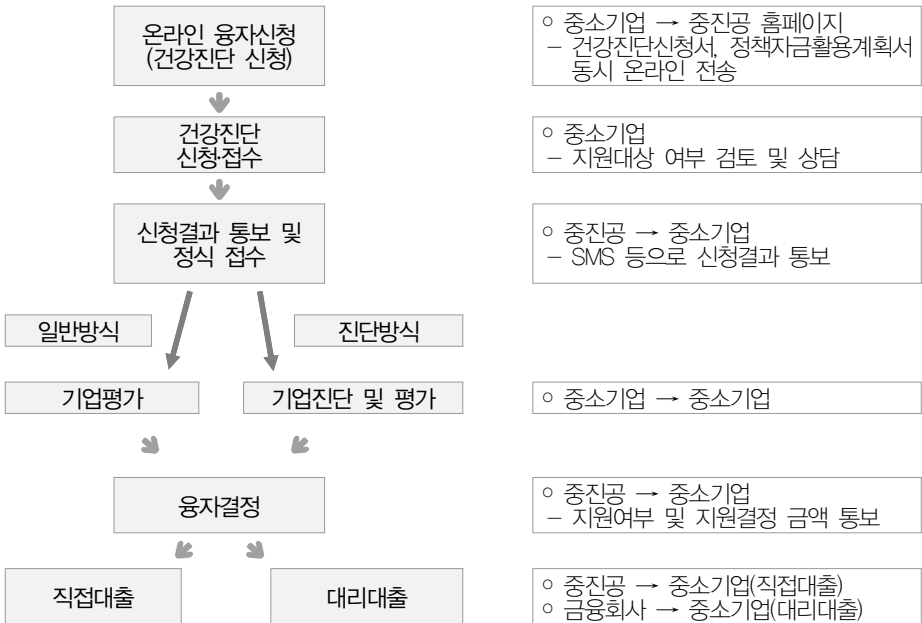 온라인 융자신청
(건강진단 신청)
○ 중소기업 → 중진공 홈페이지
- 건강진단신청서, 정책자금활용계획서
동시 온라인 전송
건강진단
신청·접수
○ 중소기업
- 지원대상 여부 검토 및 상담
신청결과 통보 및
정식 접수
○ 중진공 → 중소기업
- SMS 등으로 신청결과 통보
일반방식
진단방식
기업평가
기업진단 및 평가
○ 중소기업 → 중소기업
융자결정
○ 중진공 → 중소기업
- 지원여부 및 지원결정 금액 통보
직접대출
대리대출
○ 중진공 → 중소기업(직접대출)
○ 금융회사 → 중소기업(대리대출)